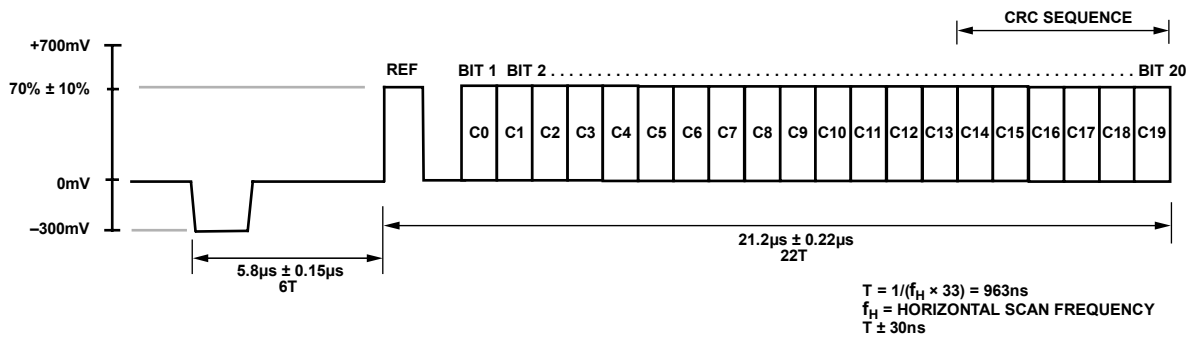 CRC SEQUENCE
+700mV
REF
BIT 1 BIT 2 . . . . . . . . . . . . . . . . . . . . . . . . . . . . . . . . . . . . . . . . . . . . . . . . . . . . . . . . . . . . . . . . . . . . . . BIT 20
70% ± 10%
C0 C1 C2 C3 C4 C5 C6 C7 C8 C9 C10 C11 C12 C13 C14 C15 C16 C17 C18 C19
0mV
–300mV
21.2µs ± 0.22µs
22T
5.8µs ± 0.15µs
6T
T = 1/(fH × 33) = 963ns
fH = HORIZONTAL SCAN FREQUENCY
T ± 30ns